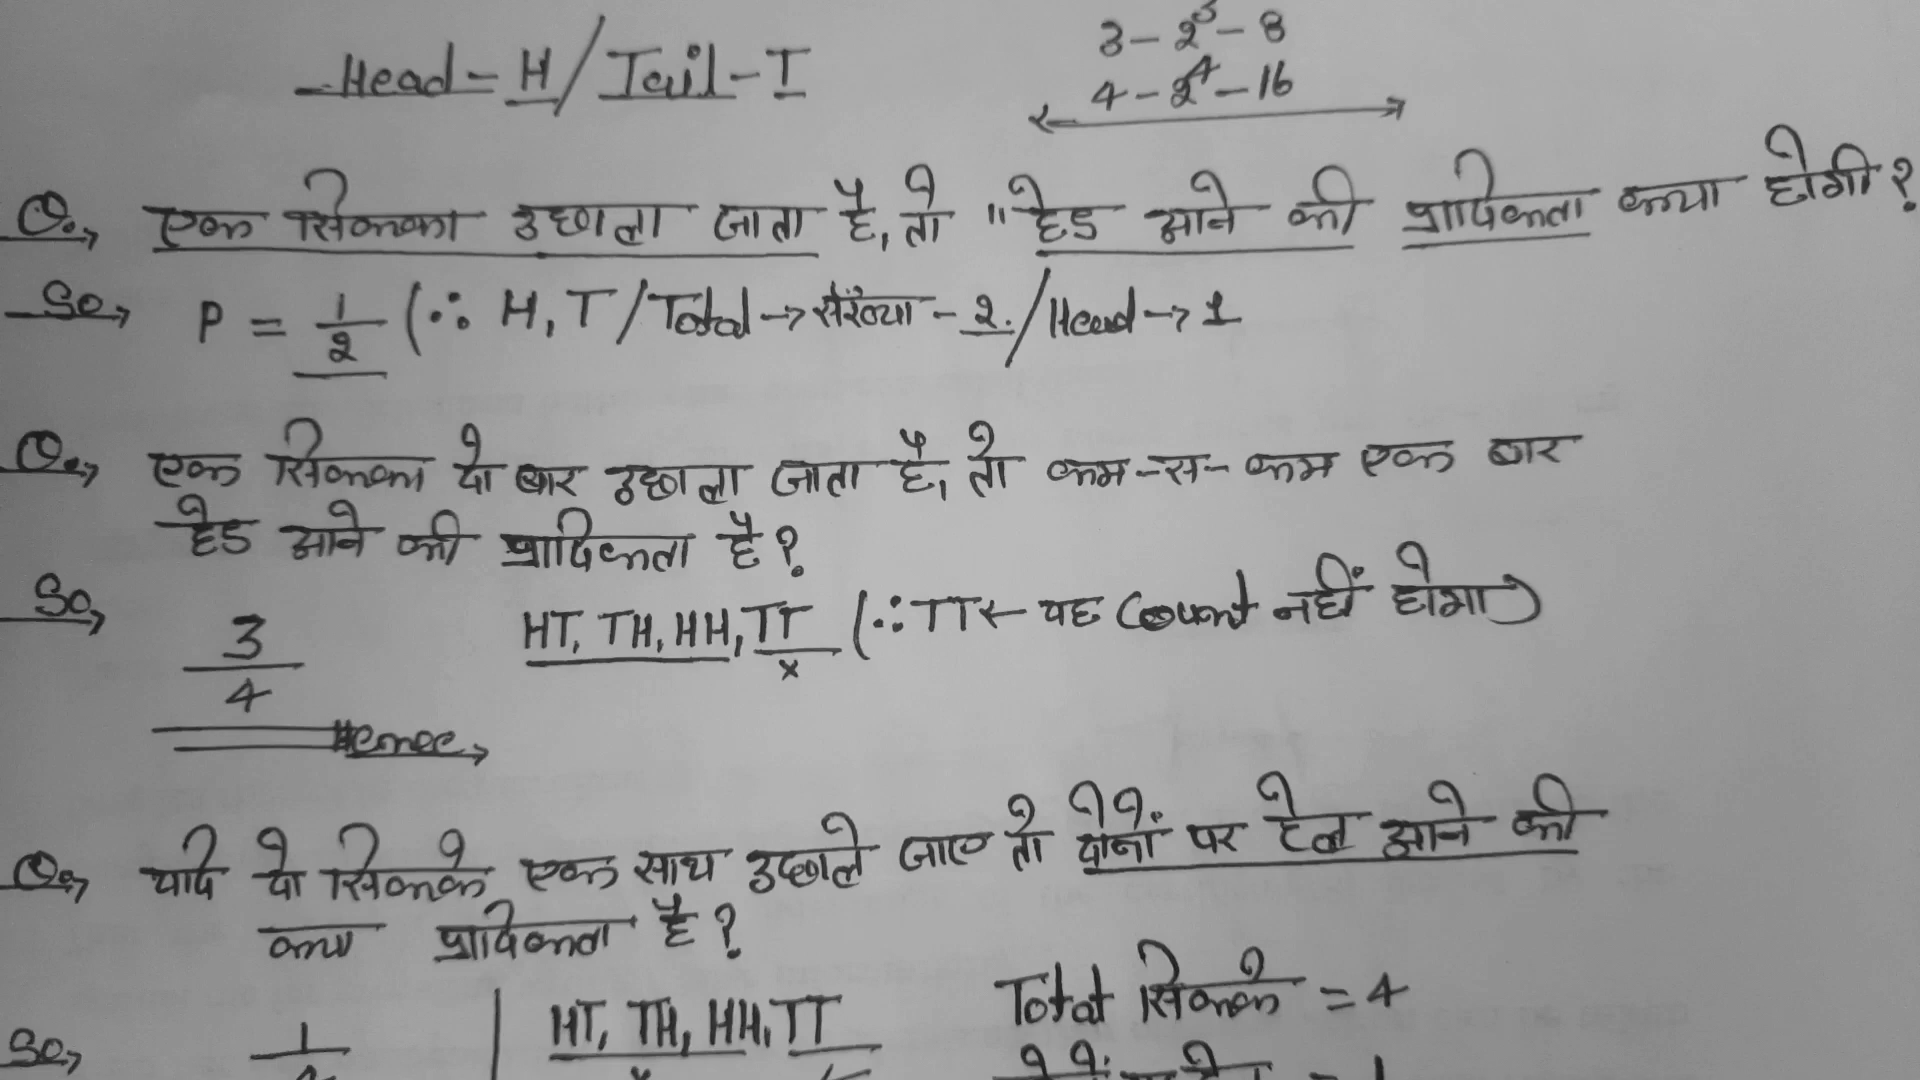 Head - H / Tail - T
3 - 2³ - 8
4 - 2⁴ - 16
Q. एक सिक्का उछाला जाता है, तो "हेड आने की प्रायिकता क्या होगी?
So, P = 1/2 (∵ H, T / Total → संख्या - 2. / Head → 1
Q. एक सिक्का दो बार उछाला जाता है, तो कम-स-कम एक बार
हेड आने की प्रायिकता है?
So, 3/4 HT, TH, HH, TT (∵ TT ← यह Count नहीं होगा)
x
Hence,
Q. यदि दो सिक्के एक साथ उछाले जाए तो दोनों पर टेल आने की
क्या प्रायिकता है?
So, 1 HT, TH, HH, TT Total सिक्के = 4